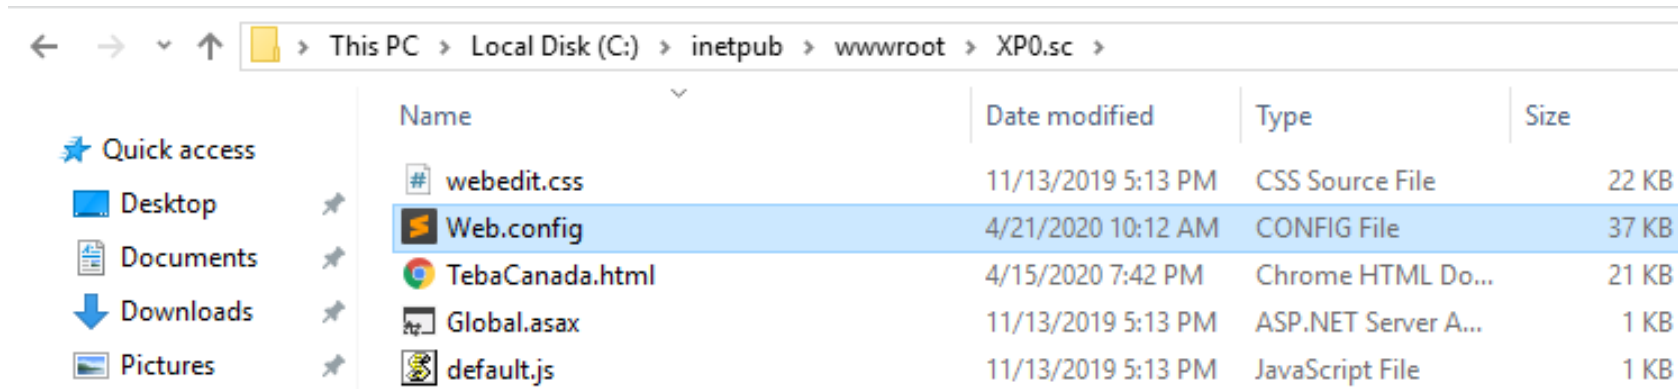 This PC > Local Disk (C:) > inetpub > wwwroot > XP0.sc >
Name Date modified Type Size
Quick access
Desktop
Documents
Downloads
Pictures
webedit.css 11/13/2019 5:13 PM CSS Source File 22 KB
Web.config 4/21/2020 10:12 AM CONFIG File 37 KB
TebaCanada.html 4/15/2020 7:42 PM Chrome HTML Do... 21 KB
Global.asax 11/13/2019 5:13 PM ASP.NET Server A... 1 KB
default.js 11/13/2019 5:13 PM JavaScript File 1 KB